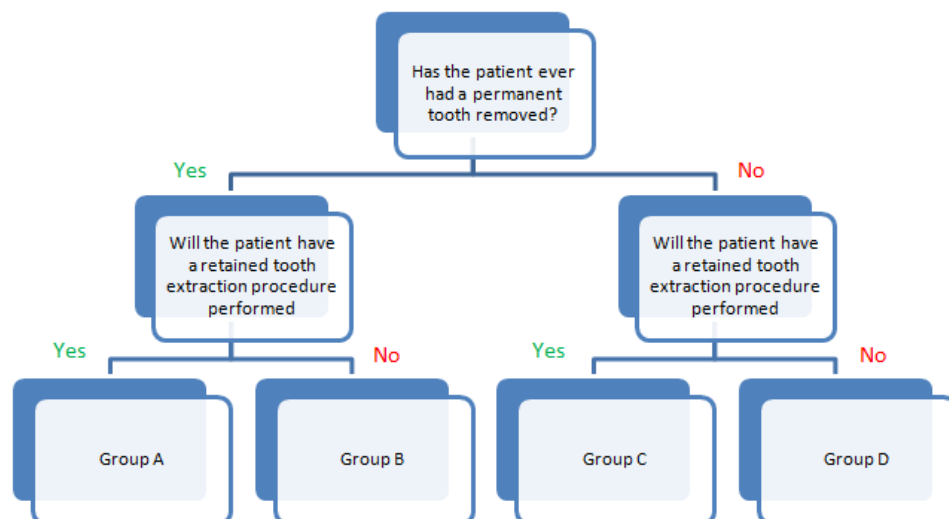 Has the patient ever
had a permanent
tooth removed?
Yes
No
Will the patient have
a retained tooth
extraction procedure
performed
Will the patient have
a retained tooth
extraction procedure
performed
Yes
No
Yes
No
Group A
Group B
Group C
Group D